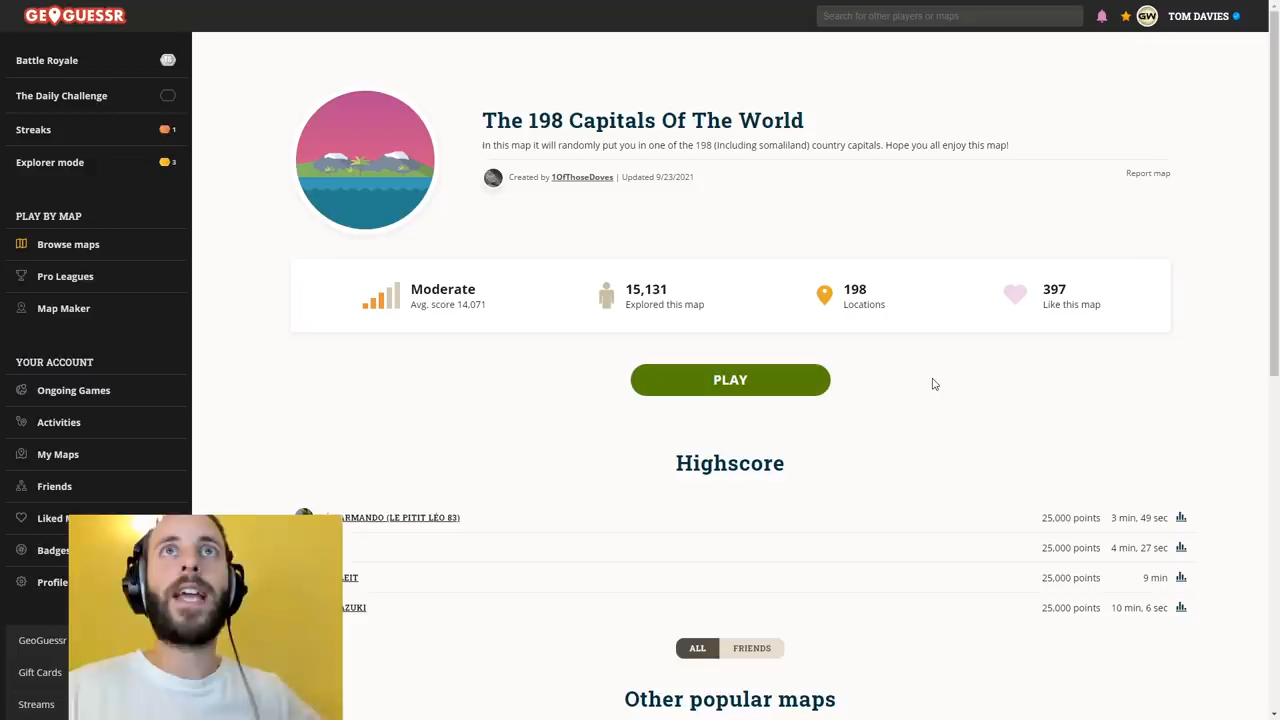 GEOGUESSR
Search for other players or maps
GW
TOM DAVIES
Battle Royale
The Daily Challenge
Streaks
1
Explorer mode
3
PLAY BY MAP
Browse maps
Pro Leagues
Map Maker
YOUR ACCOUNT
Ongoing Games
Activities
My Maps
Friends
Liked
Badges
Profile
GeoGuessr
Gift Cards
Streams
The 198 Capitals Of The World
In this map it will randomly put you in one of the 198 (Including somaliland) country capitals. Hope you all enjoy this map!
Created by 1OfThoseDoves | Updated 9/23/2021
Report map
Moderate
Avg. score 14,071
15,131
Explored this map
198
Locations
397
Like this map
PLAY
Highscore
ARMANDO (LE PITIT LÉO 83) 25,000 points 3 min, 49 sec
25,000 points 4 min, 27 sec
25,000 points 9 min
25,000 points 10 min, 6 sec
ALL
FRIENDS
Other popular maps